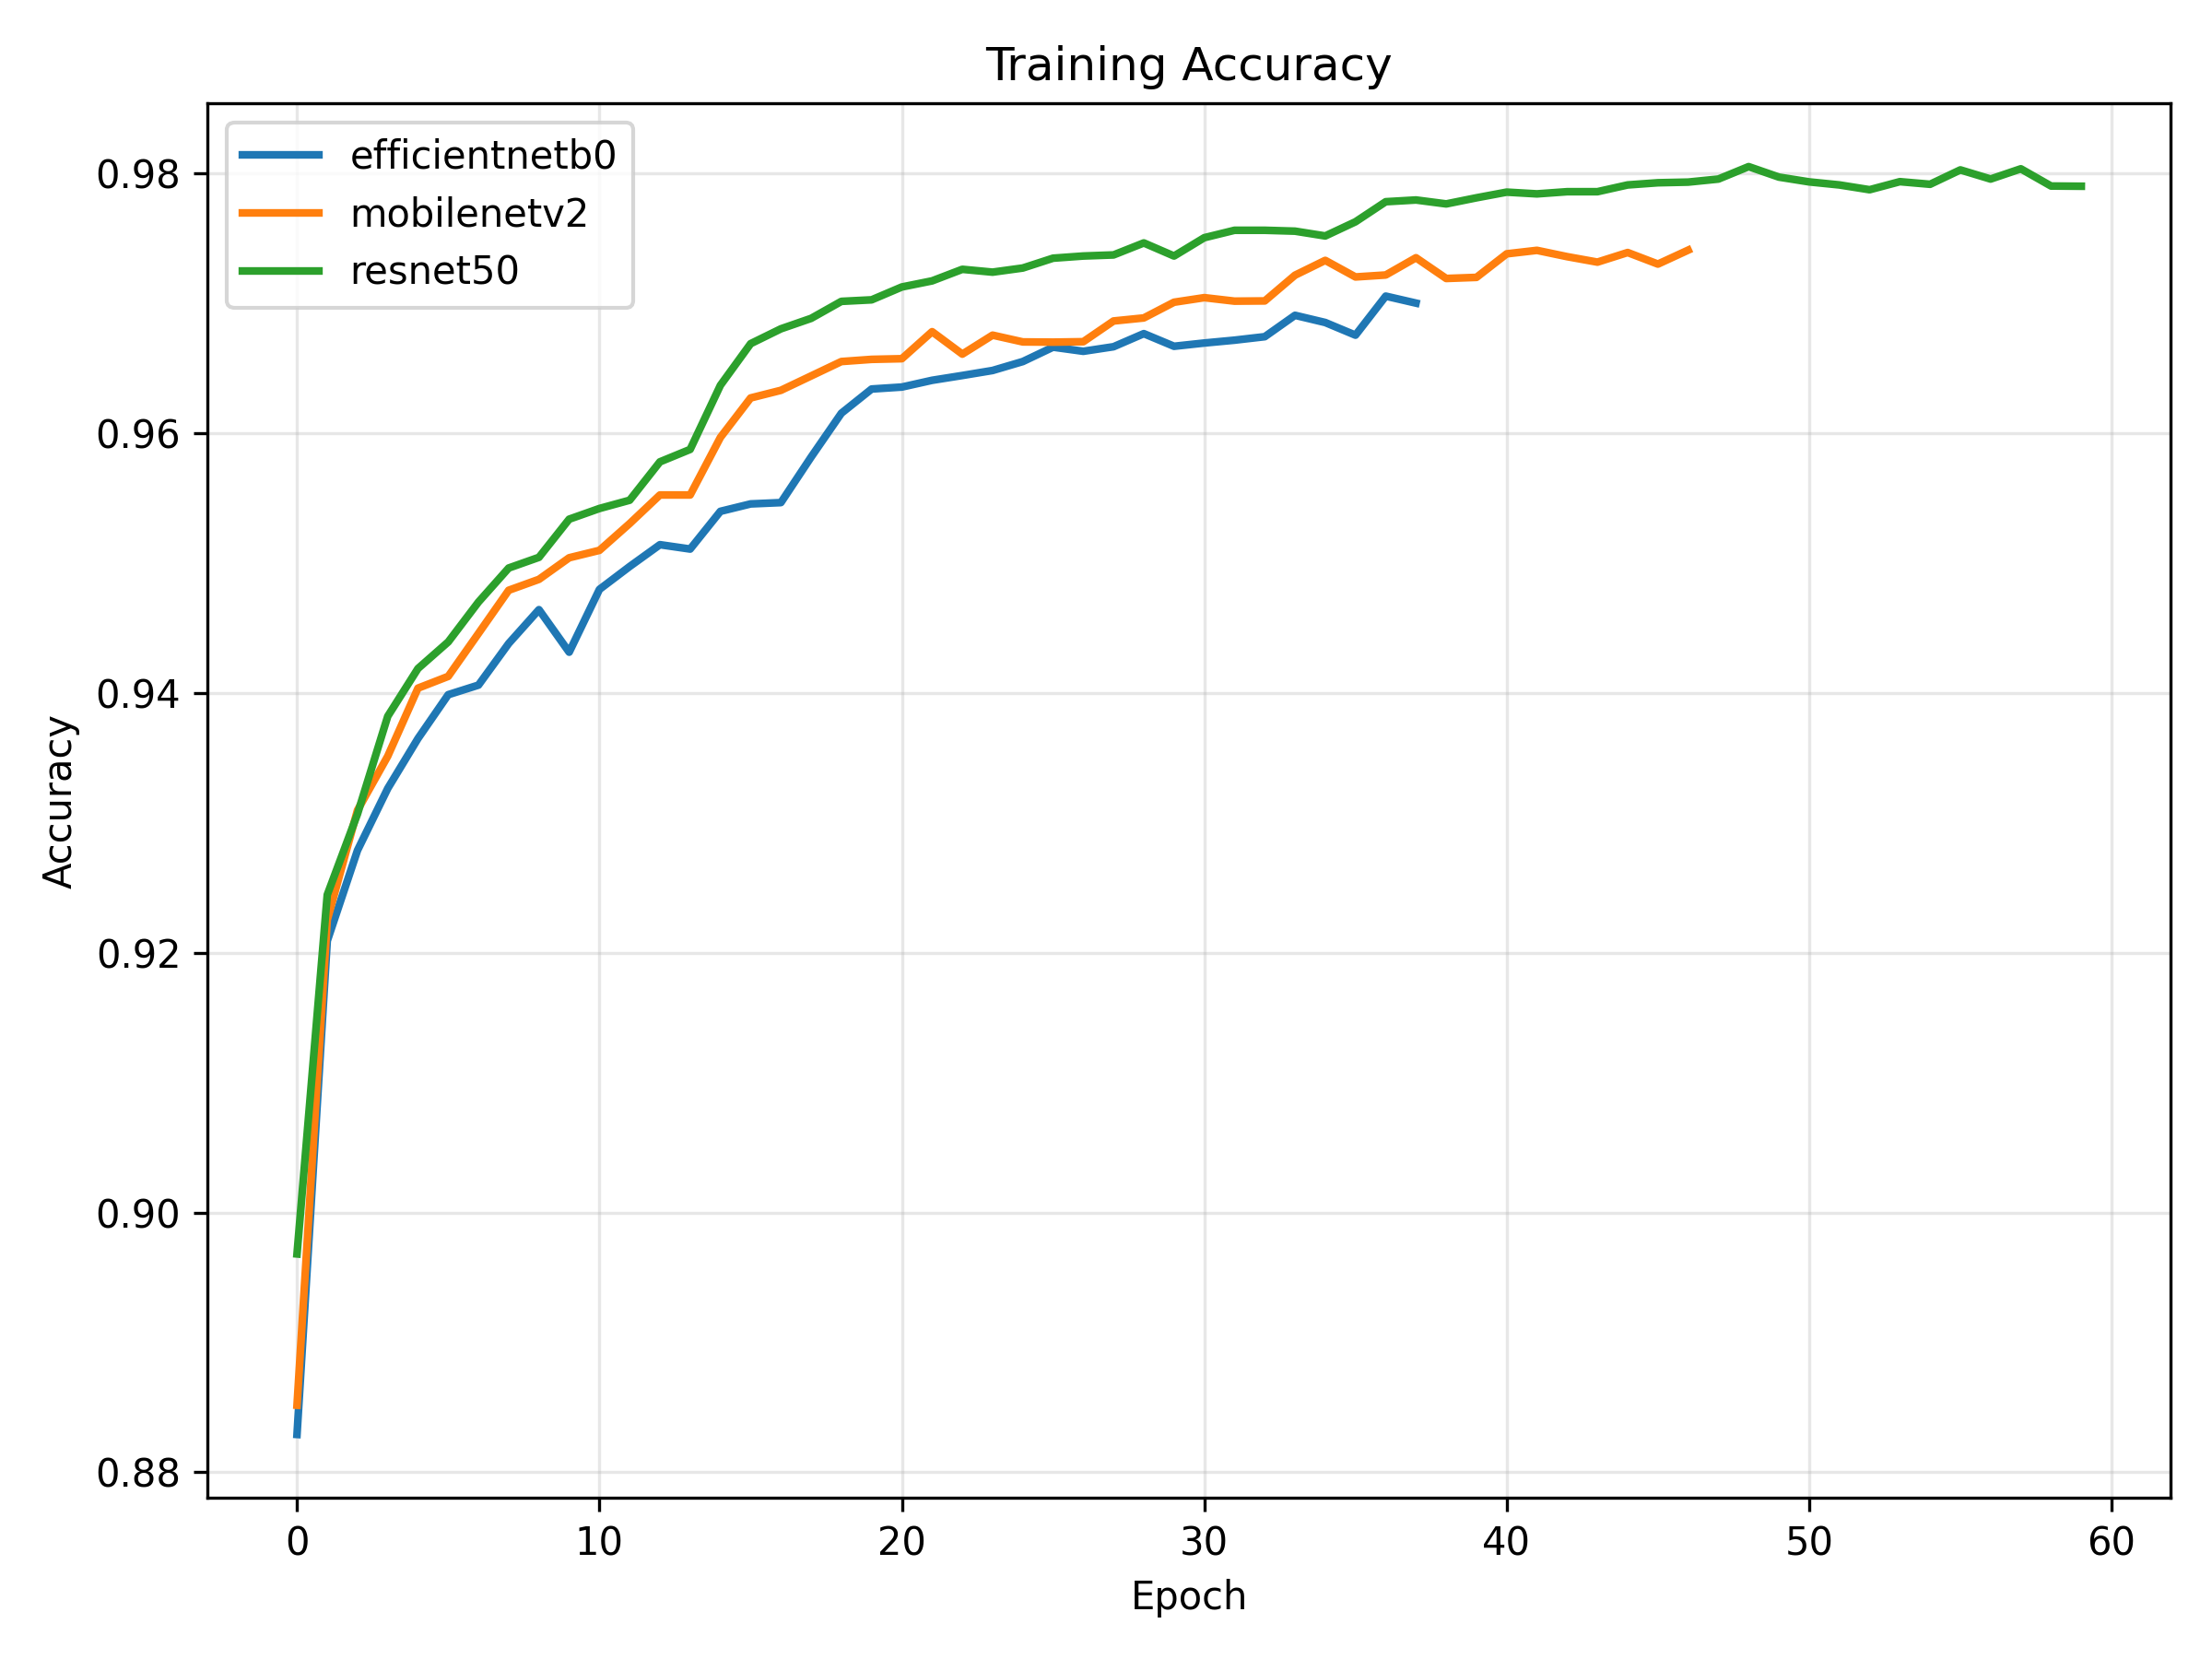 Training Accuracy
efficientnetb0
mobilenetv2
resnet50
0.98
0.96
0.94
0.92
0.90
0.88
Accuracy
0 10 20 30 40 50 60
Epoch